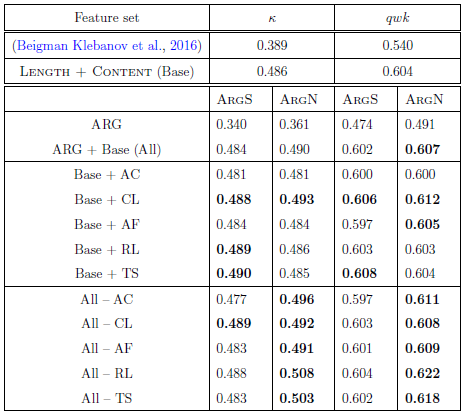 Feature set κ qwk
(Beigman Klebanov et al., 2016) 0.389 0.540
LENGTH + CONTENT (Base) 0.486 0.604
ARGS ARGN ARGS ARGN
ARG 0.340 0.361 0.474 0.491
ARG + Base (All) 0.484 0.490 0.602 0.607
Base + AC 0.481 0.481 0.600 0.600
Base + CL 0.488 0.493 0.606 0.612
Base + AF 0.484 0.484 0.597 0.605
Base + RL 0.489 0.486 0.603 0.603
Base + TS 0.490 0.485 0.608 0.604
All – AC 0.477 0.496 0.597 0.611
All – CL 0.489 0.492 0.603 0.608
All – AF 0.483 0.491 0.601 0.609
All – RL 0.488 0.508 0.604 0.622
All – TS 0.483 0.503 0.602 0.618